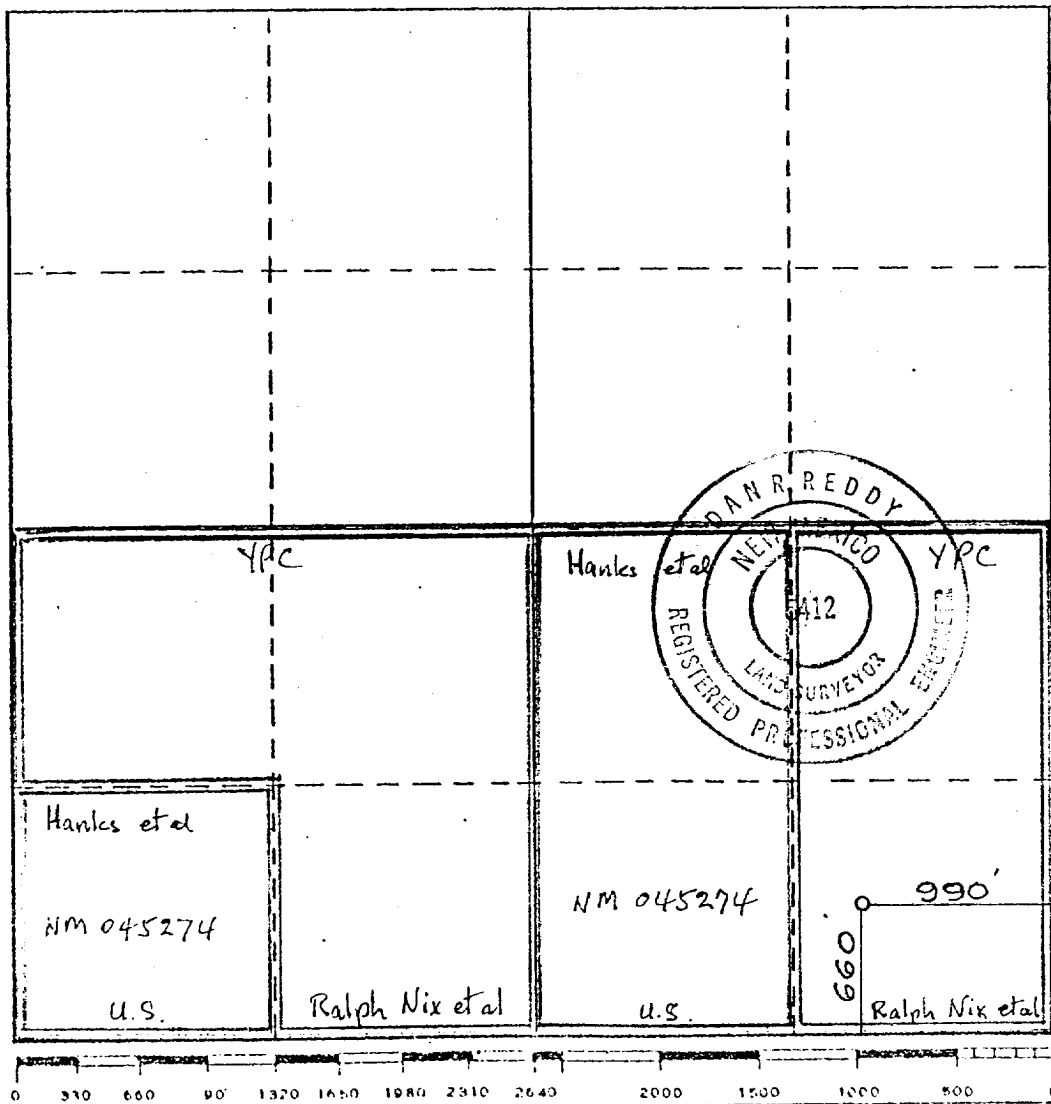 YPC
Hanks et al
YPC
DAN R. REDDY
NEW MEXICO
5412
LAND SURVEYOR
REGISTERED PROFESSIONAL ENGINEER
Hanks et al
NM 045274
U.S.
Ralph Nix et al
NM 045274
U.S.
990'
660
Ralph Nix et al
0 330 660 90' 1320 1650 1980 2310 2640 2000 1500 1000 500